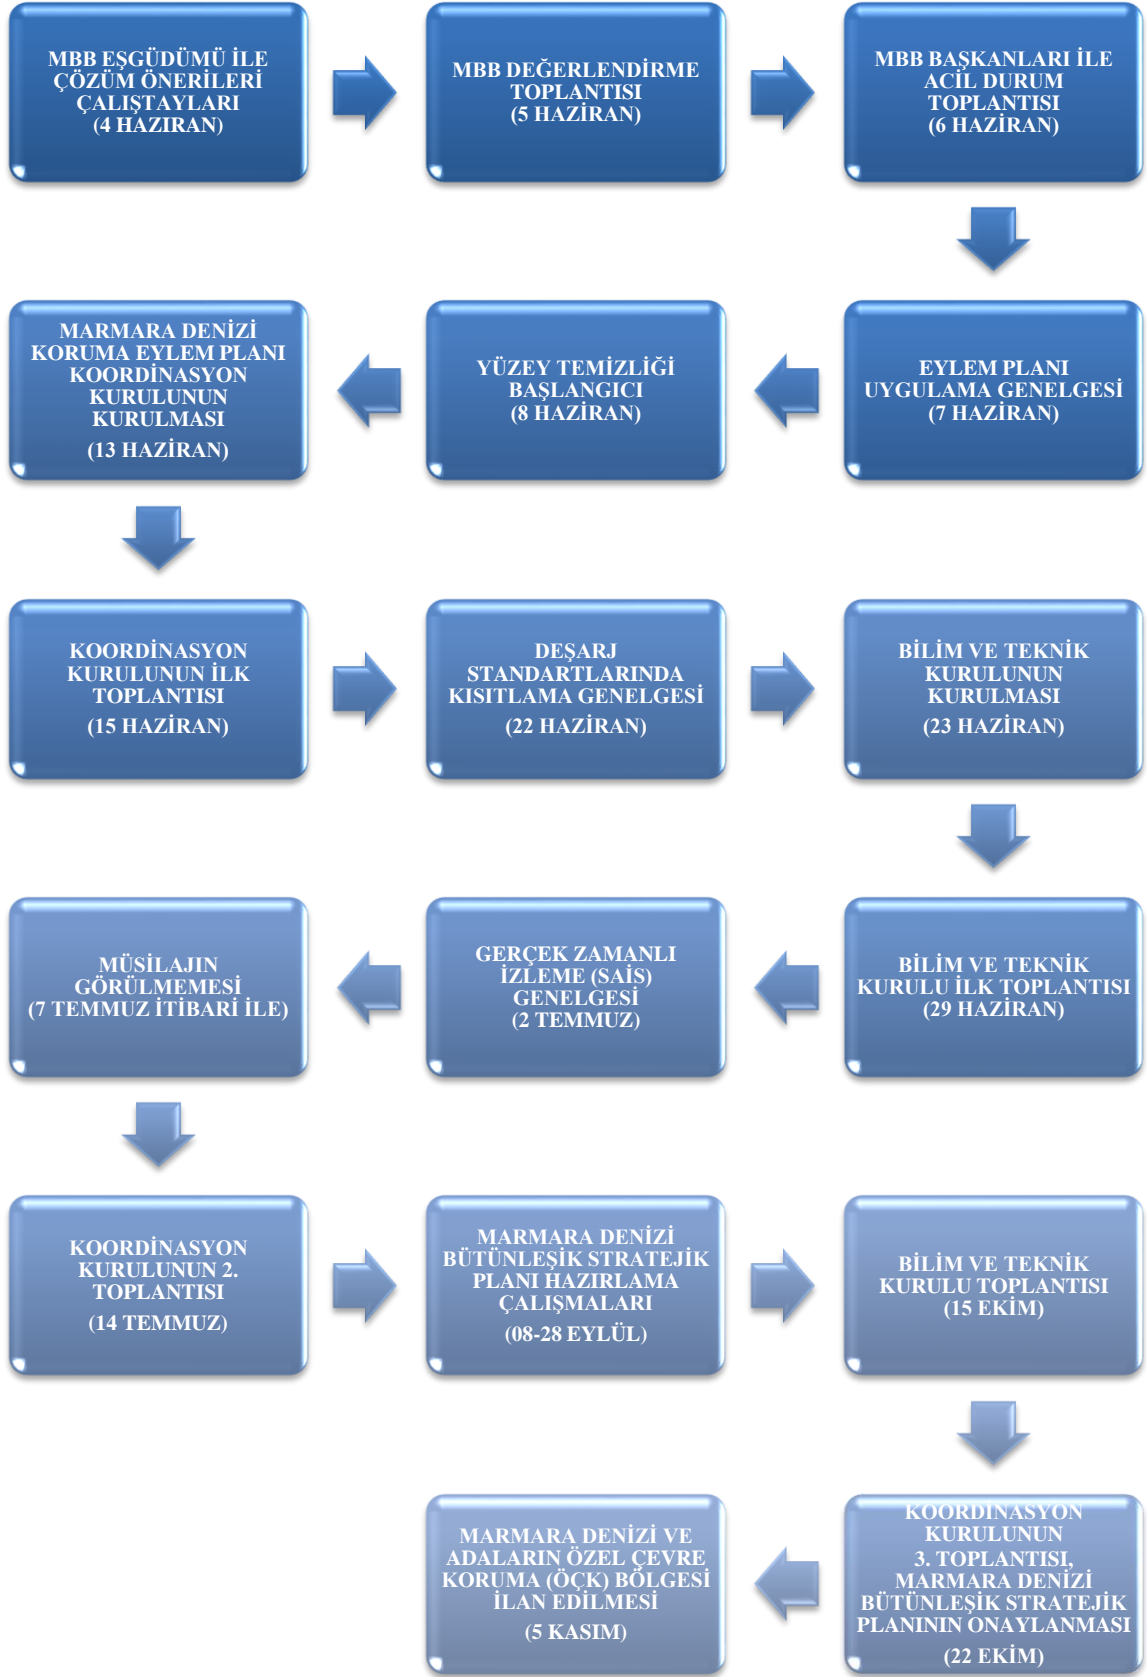 MBB EŞGÜDÜMÜ İLE
ÇÖZÜM ÖNERİLERİ
ÇALIŞTAYLARI
(4 HAZIRAN)
MBB DEĞERLENDİRME
TOPLANTISI
(5 HAZİRAN)
MBB BAŞKANLARI İLE
ACİL DURUM
TOPLANTISI
(6 HAZİRAN)
EYLEM PLANI
UYGULAMA GENELGESİ
(7 HAZİRAN)
YÜZEY TEMİZLİĞİ
BAŞLANGICI
(8 HAZİRAN)
MARMARA DENİZİ
KORUMA EYLEM PLANI
KOORDİNASYON
KURULUNUN
KURULMASI
(13 HAZİRAN)
KOORDİNASYON
KURULUNUN İLK
TOPLANTISI
(15 HAZİRAN)
DEŞARJ
STANDARTLARINDA
KISITLAMA GENELGESİ
(22 HAZİRAN)
BİLİM VE TEKNİK
KURULUNUN
KURULMASI
(23 HAZİRAN)
BİLİM VE TEKNİK
KURULU İLK TOPLANTISI
(29 HAZİRAN)
GERÇEK ZAMANLI
İZLEME (SAİS)
GENELGESİ
(2 TEMMUZ)
MÜSİLAJIN
GÖRÜLMEMESİ
(7 TEMMUZ İTİBARİ İLE)
KOORDİNASYON
KURULUNUN 2.
TOPLANTISI
(14 TEMMUZ)
MARMARA DENİZİ
BÜTÜNLEŞİK STRATEJİK
PLANI HAZIRLAMA
ÇALIŞMALARI
(08-28 EYLÜL)
BİLİM VE TEKNİK
KURULU TOPLANTISI
(15 EKİM)
KOORDİNASYON
KURULUNUN
3. TOPLANTISI,
MARMARA DENİZİ
BÜTÜNLEŞİK STRATEJİK
PLANININ ONAYLANMASI
(22 EKİM)
MARMARA DENİZİ VE
ADALARIN ÖZEL ÇEVRE
KORUMA (ÖÇK) BÖLGESİ
İLAN EDİLMESİ
(5 KASIM)